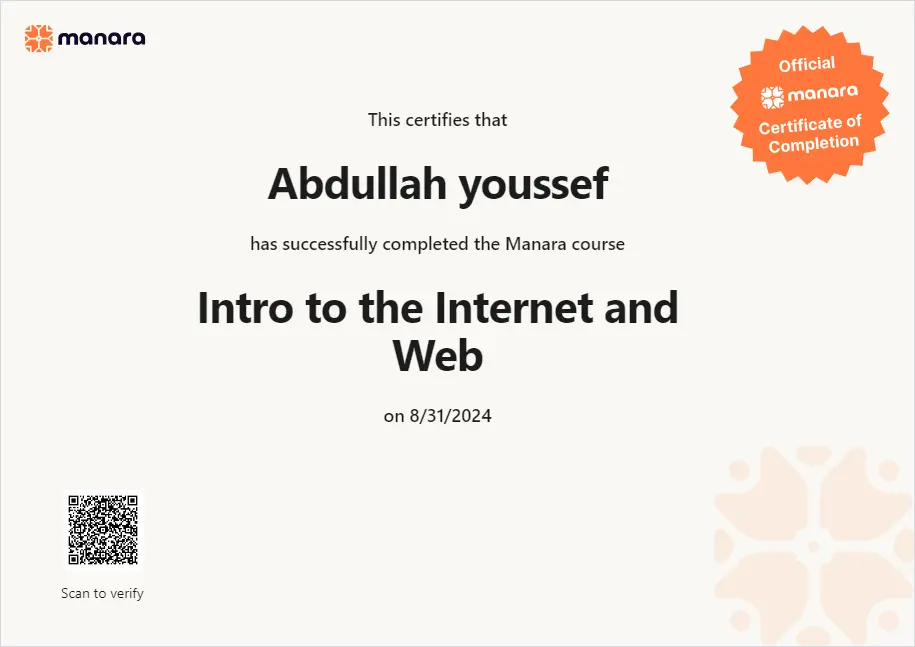 manara
Official
manara
Certificate of
Completion
This certifies that
Abdullah youssef
has successfully completed the Manara course
Intro to the Internet and
Web
on 8/31/2024
Scan to verify